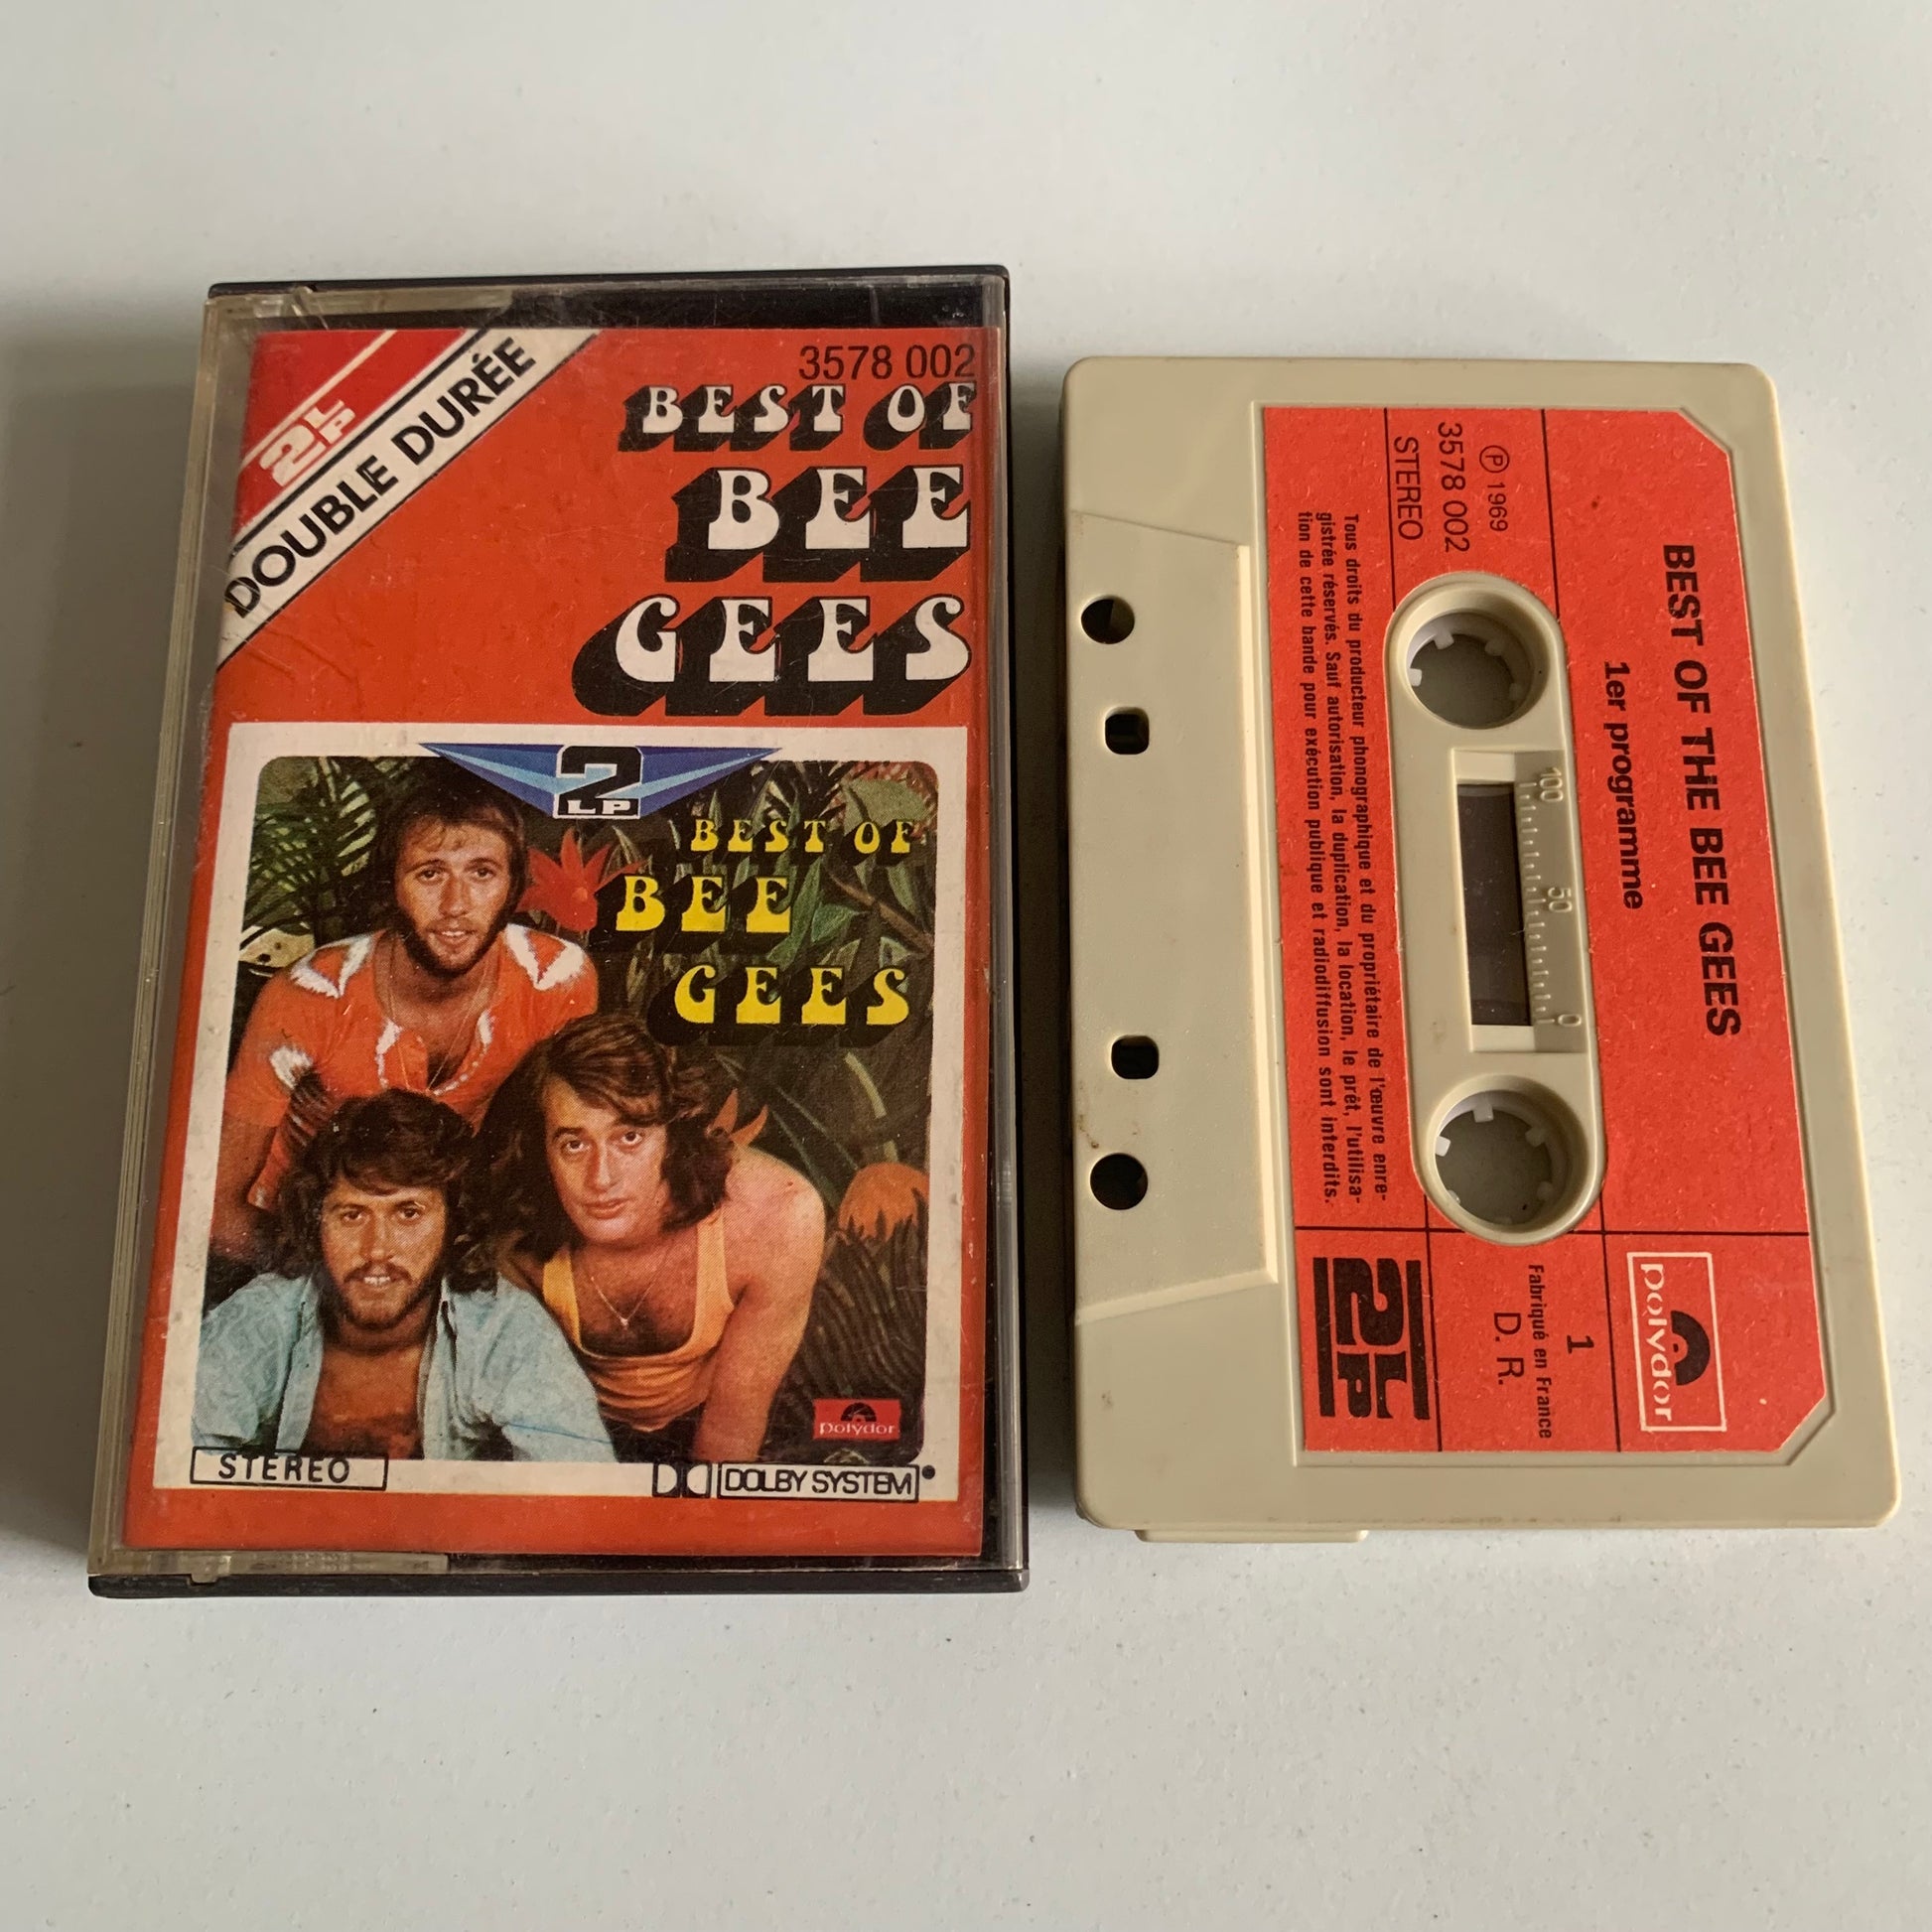 2LP
DOUBLE DURÉE
3578 002
BEST OF
BEE
GEES
2
LP
BEST OF
BEE
GEES
polydor
STEREO
DOLBY SYSTEM
BEST OF THE BEE GEES
1er programme
Ⓟ 1969
3578 002
STEREO
100 50 0
Tous droits du producteur phonographique et du propriétaire de l'œuvre enre-
gistrée réservés. Sauf autorisation, la duplication, la location, le prêt, l'utilisa-
tion de cette bande pour exécution publique et radiodiffusion sont interdits.
polydor
1
Fabriqué en France
D. R.
2LP